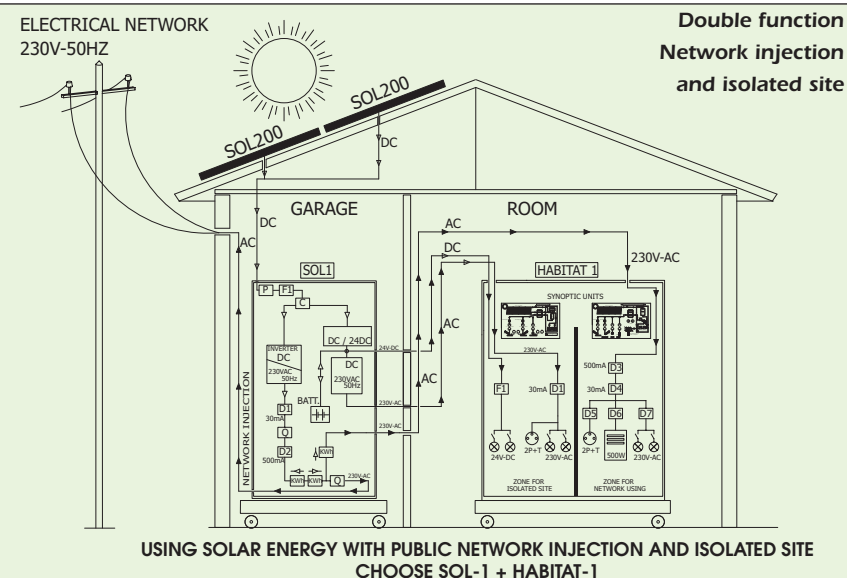 ELECTRICAL NETWORK
230V-50HZ
Double function
Network injection
and isolated site
SOL200
SOL200
DC
DC
AC
GARAGE
ROOM
AC
DC
230V-AC
AC
AC
SOL1
P
F1
C
DC / 24DC
INVERTER
DC
230VAC
50Hz
DC
230VAC
50Hz
24V-DC
BATT.
D1
30mA
Q
D2
500mA
NETWORK INJECTION
KWh
KWh
KWh
Q
230V-AC
230V-AC
230V-AC
HABITAT 1
SYNOPTIC UNITS
230V-AC
F1
30mA D1
24V-DC
2P+T
230V-AC
ZONE FOR
ISOLATED SITE
500mA D3
30mA D4
D5
D6
D7
2P+T
500W
230V-AC
ZONE FOR
NETWORK USING
USING SOLAR ENERGY WITH PUBLIC NETWORK INJECTION AND ISOLATED SITE
CHOOSE SOL-1 + HABITAT-1